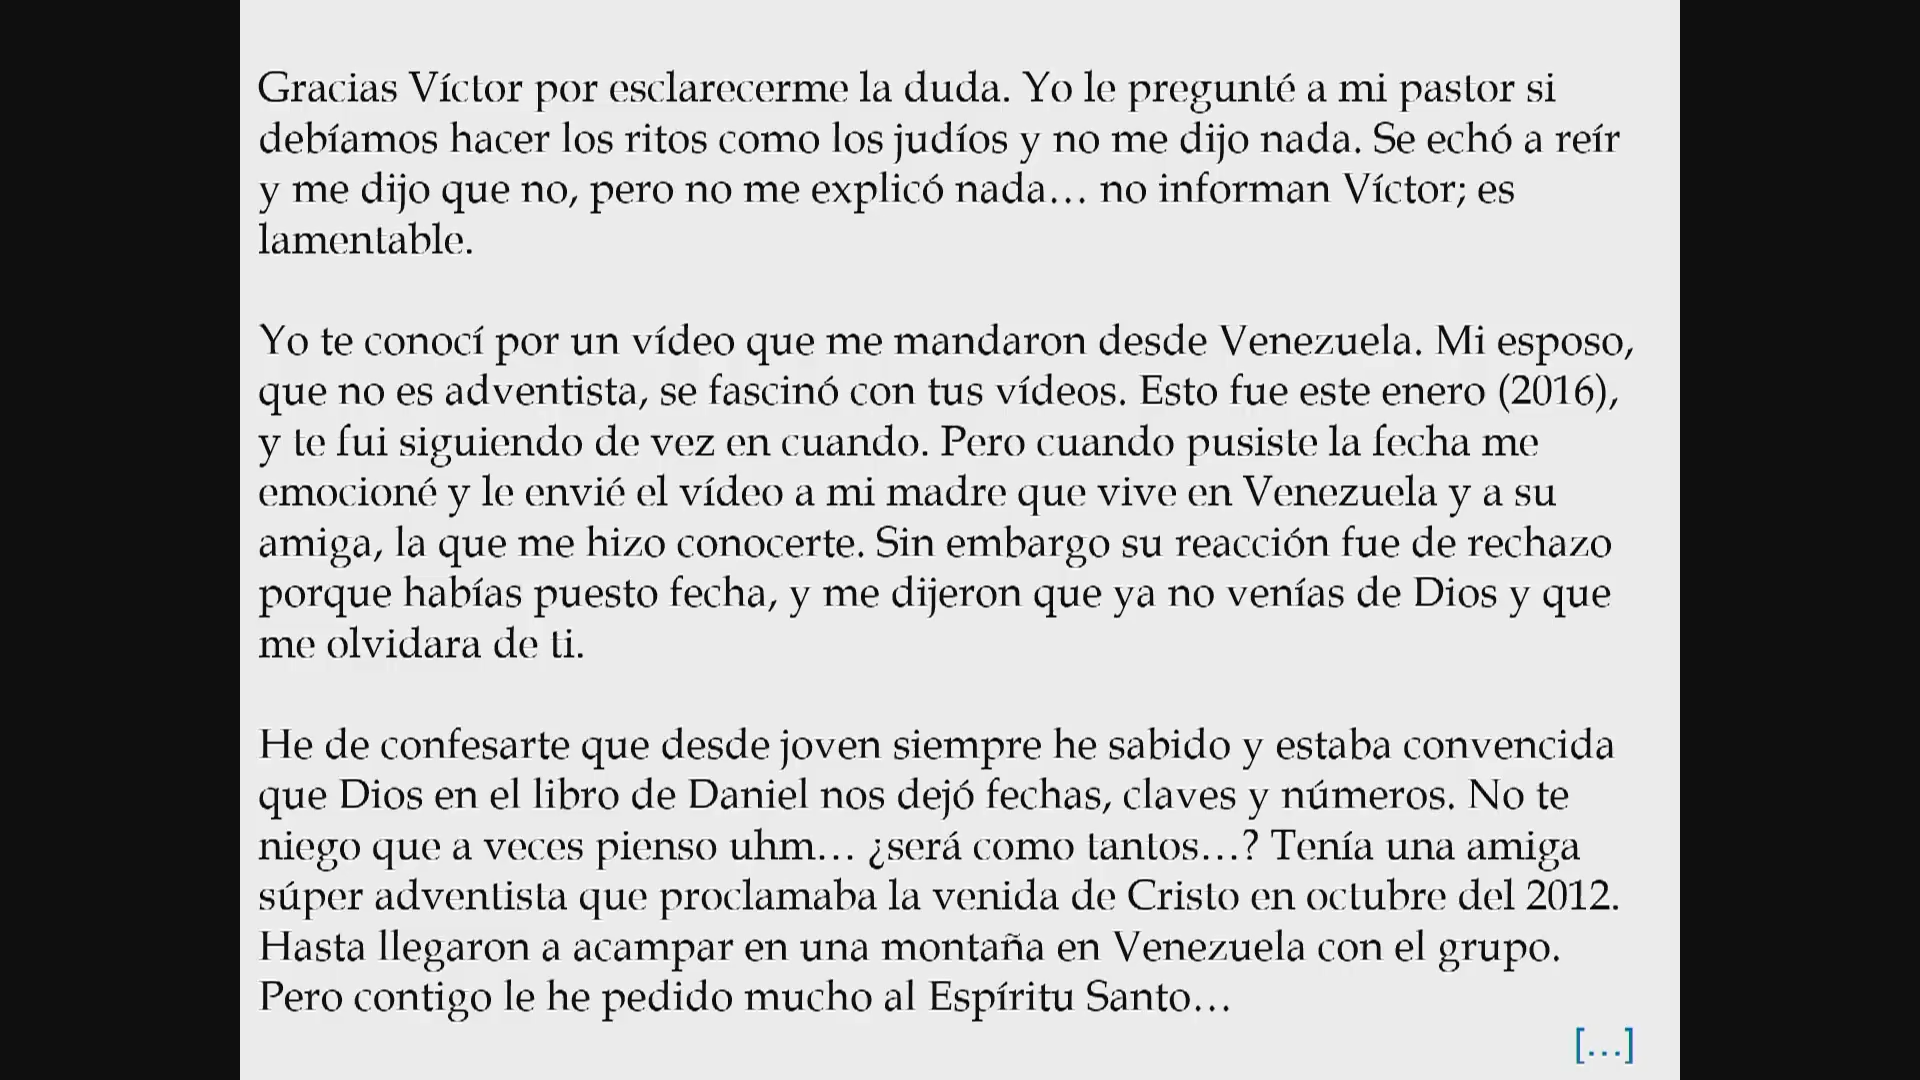 Gracias Víctor por esclarecerme la duda. Yo le pregunté a mi pastor si
debíamos hacer los ritos como los judíos y no me dijo nada. Se echó a reír
y me dijo que no, pero no me explicó nada… no informan Víctor; es
lamentable.
Yo te conocí por un vídeo que me mandaron desde Venezuela. Mi esposo,
que no es adventista, se fascinó con tus vídeos. Esto fue este enero (2016),
y te fui siguiendo de vez en cuando. Pero cuando pusiste la fecha me
emocioné y le envié el vídeo a mi madre que vive en Venezuela y a su
amiga, la que me hizo conocerte. Sin embargo su reacción fue de rechazo
porque habías puesto fecha, y me dijeron que ya no venías de Dios y que
me olvidara de ti.
He de confesarte que desde joven siempre he sabido y estaba convencida
que Dios en el libro de Daniel nos dejó fechas, claves y números. No te
niego que a veces pienso uhm… ¿será como tantos…? Tenía una amiga
súper adventista que proclamaba la venida de Cristo en octubre del 2012.
Hasta llegaron a acampar en una montaña en Venezuela con el grupo.
Pero contigo le he pedido mucho al Espíritu Santo…
[…]